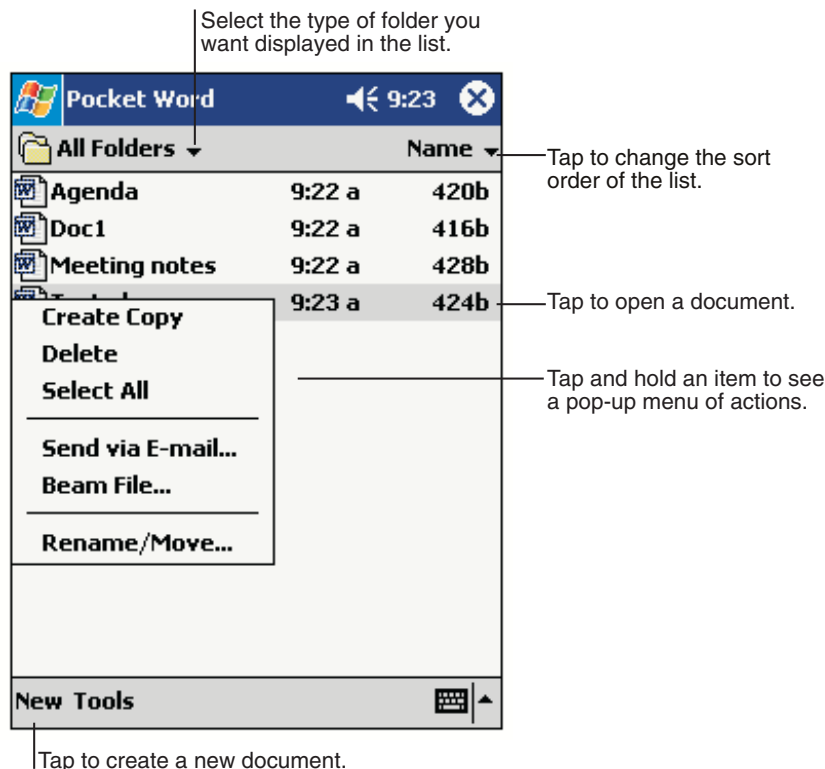 Select the type of folder you
want displayed in the list.
Pocket Word 9:23
All Folders Name
Tap to change the sort
order of the list.
Agenda 9:22 a 420b
Doc1 9:22 a 416b
Meeting notes 9:22 a 428b
9:23 a 424b
Tap to open a document.
Create Copy
Delete
Select All
Tap and hold an item to see
a pop-up menu of actions.
Send via E-mail...
Beam File...
Rename/Move...
New Tools
Tap to create a new document.